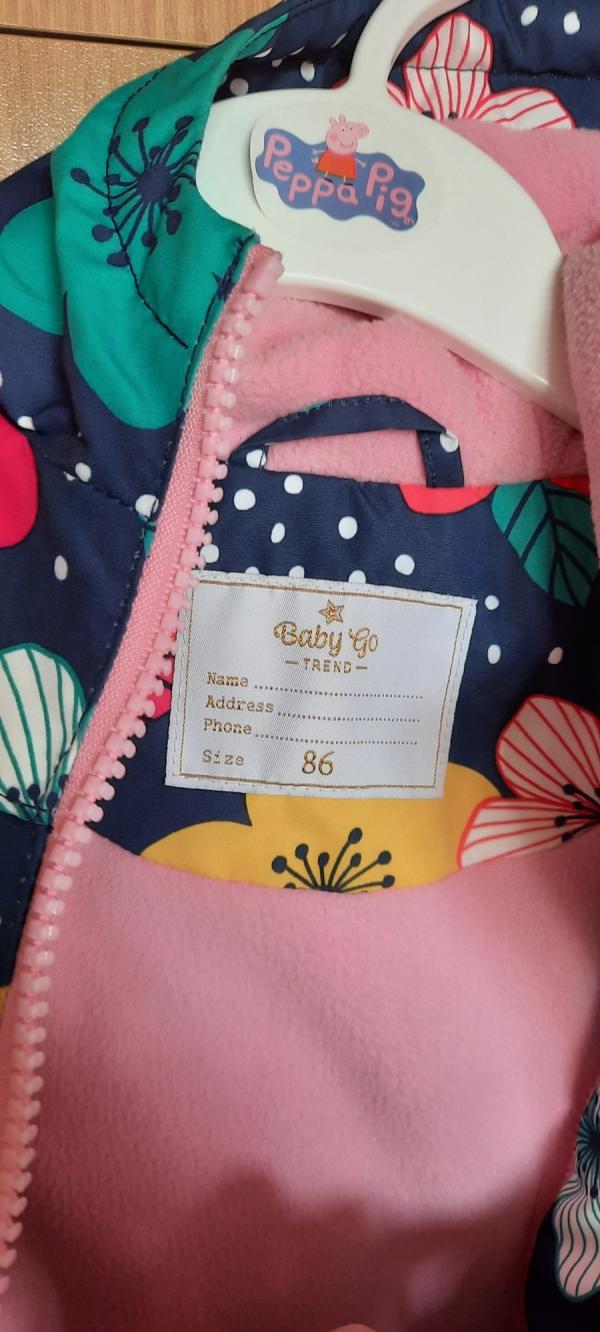 Peppa Pig
Baby Go
TREND
Name
Address
Phone
Size 86